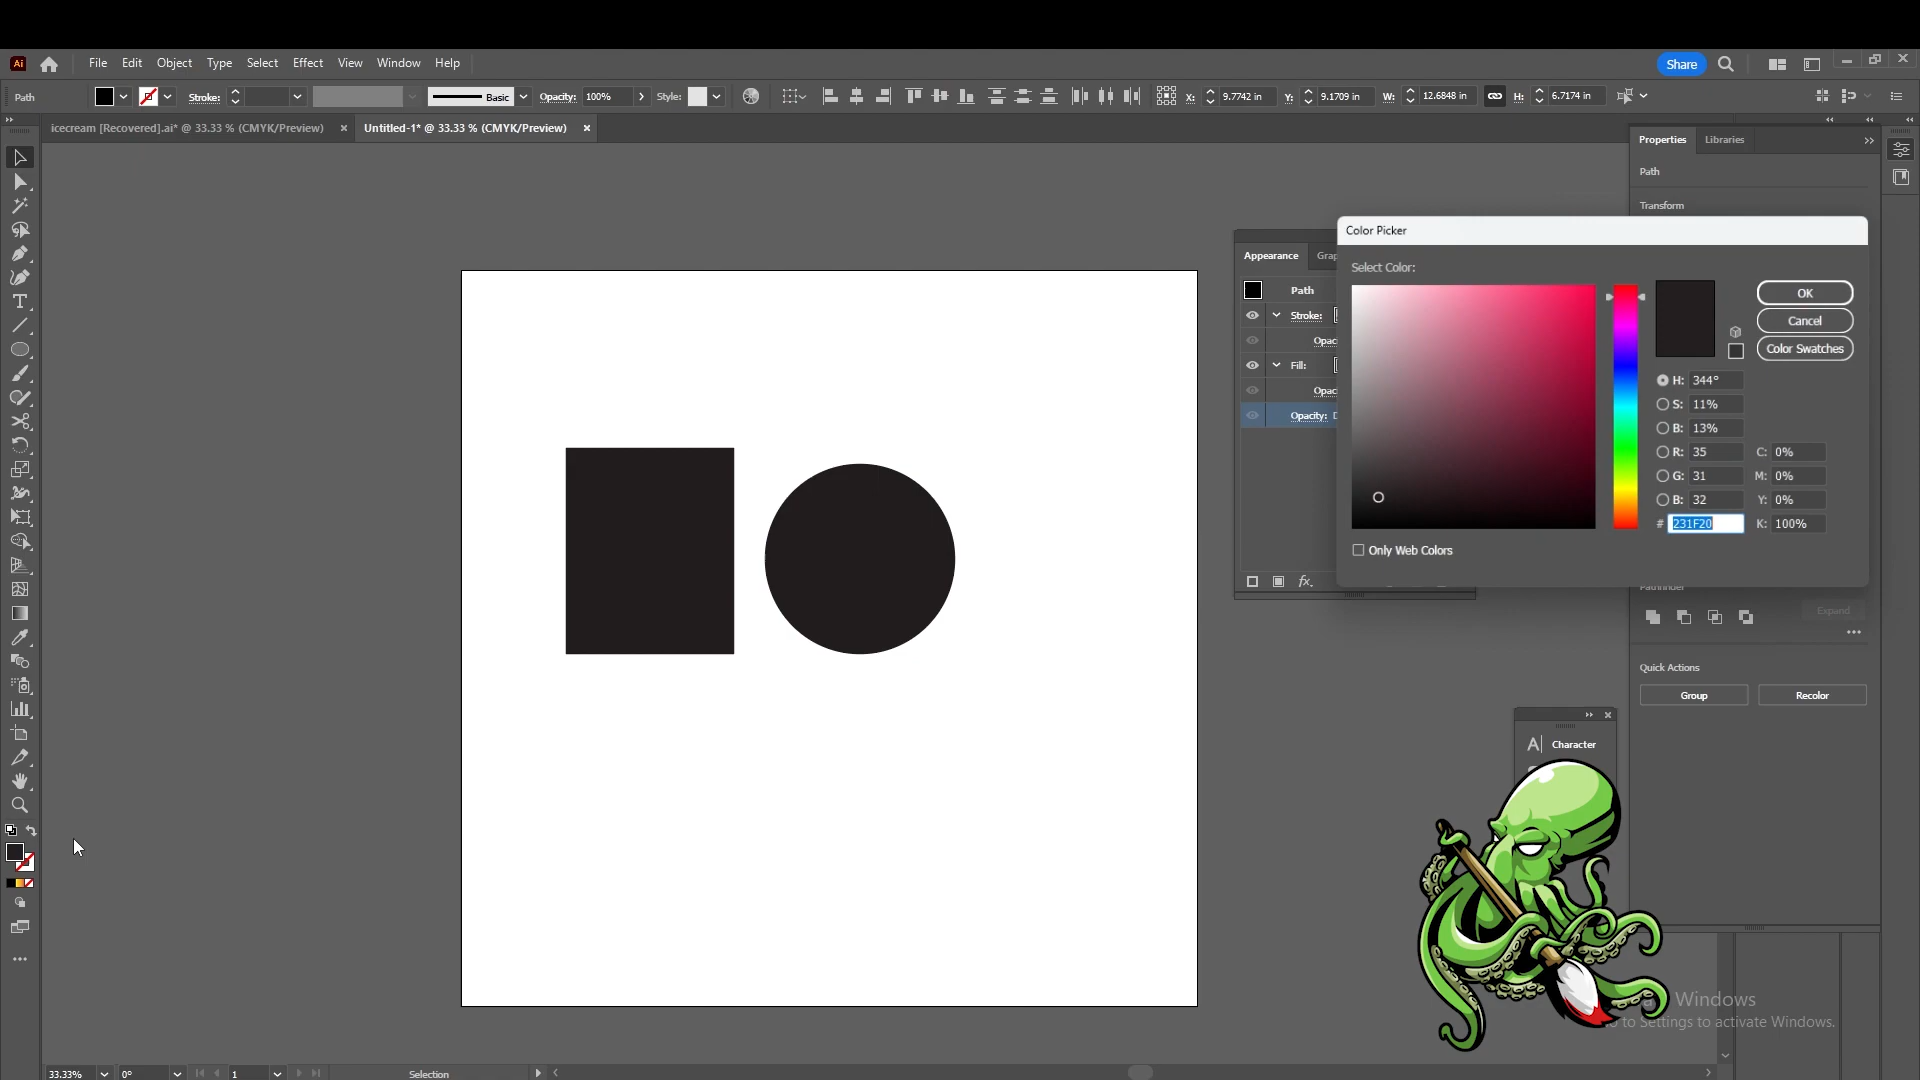 Ai File Edit Object Type Select Effect View Window Help Share
Path Stroke: Basic Opacity: 100% Style: X: 9.7742 in Y: 9.1709 in W: 12.6848 in H: 6.7174 in
icecream [Recovered].ai* @ 33.33 % (CMYK/Preview) × Untitled-1* @ 33.33 % (CMYK/Preview) ×
Properties Libraries
Path
Transform
Appearance
Path
Stroke:
Fill:
Opacity:
fx.
Color Picker
Select Color:
OK
Cancel
Color Swatches
H: 344°
S: 11%
B: 13%
R: 35 C: 0%
G: 31 M: 0%
B: 32 Y: 0%
# 231F20 K: 100%
Only Web Colors
Pathfinder
Expand
Quick Actions
Group Recolor
A Character
Windows
to Settings to activate Windows.
33.33% 0° 1 Selection